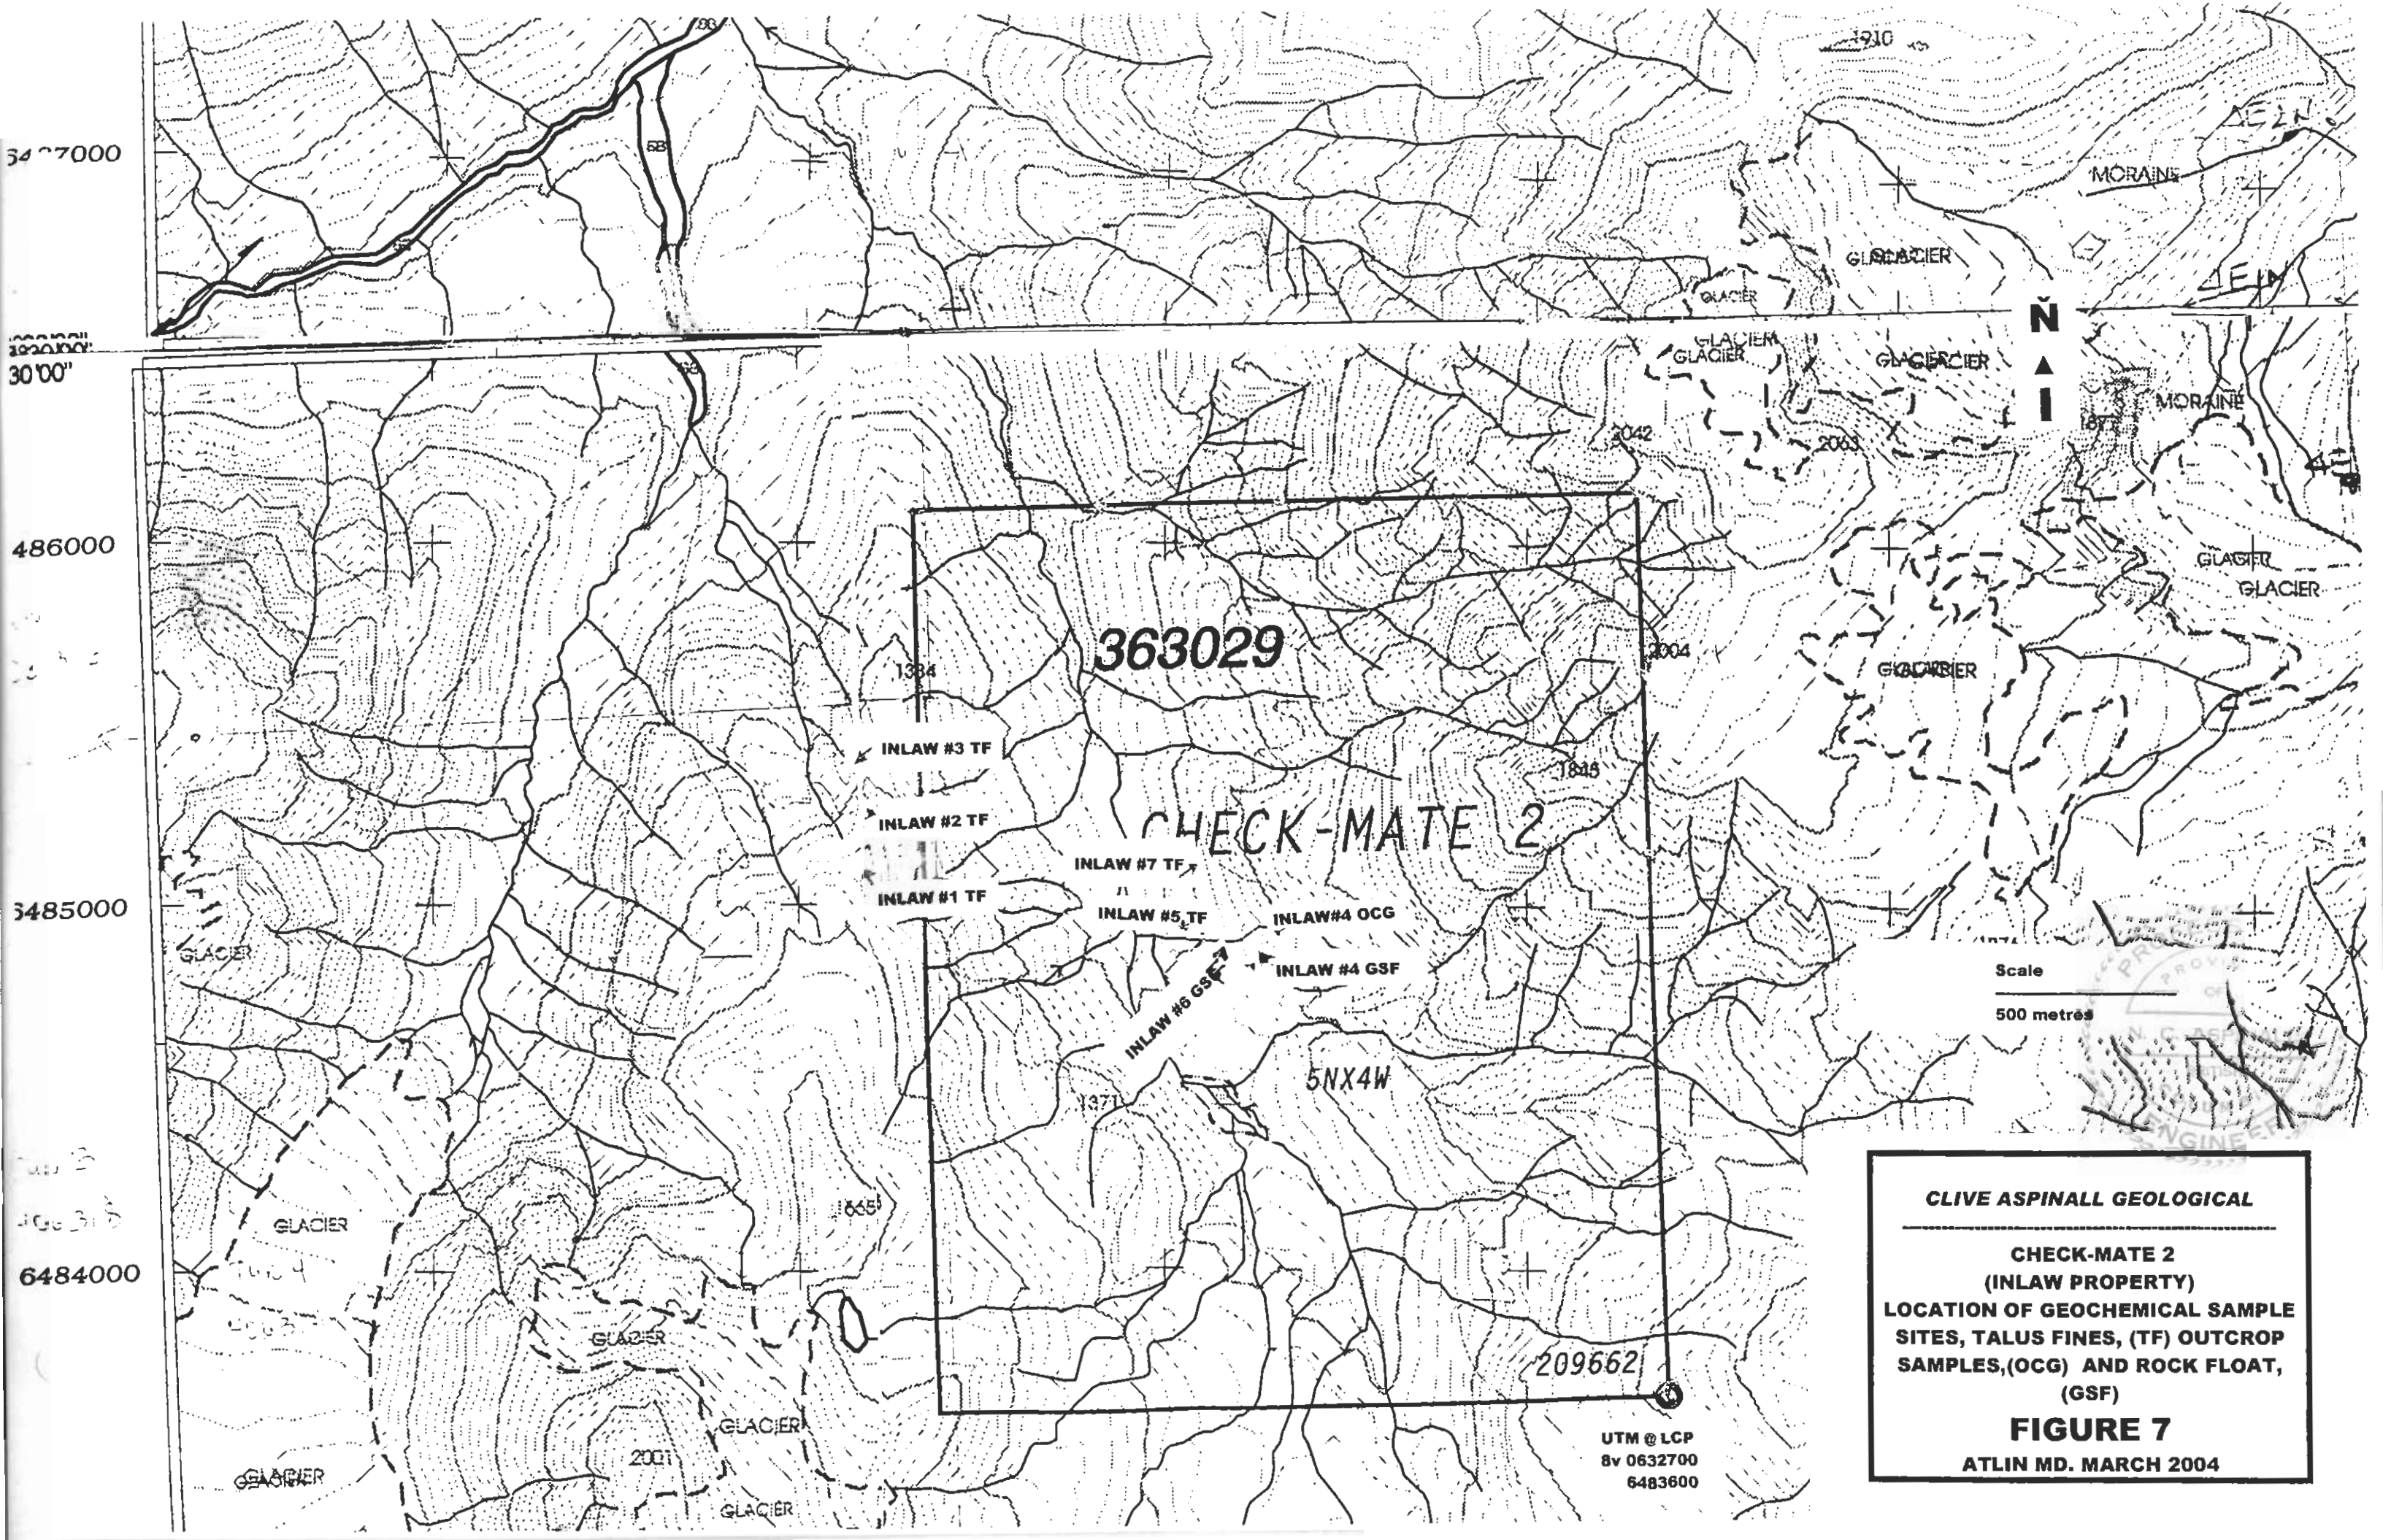 1910
MORAINE
GLACIER
GLACIER
N
30'00"
GLACIER
GLACIER
MORAINE
2042
2063
486000
GLACIER
GLACIER
363029
1384
2004
GLACIER
INLAW #3 TF
1845
INLAW #2 TF
CHECK-MATE 2
INLAW #7 TF
INLAW #1 TF
INLAW #5 TF
INLAW#4 OCG
INLAW #4 GSF
INLAW #6 GSF
GLACIER
Scale
500 metres
5NX4W
1371
1665
GLACIER
6484000
GLACIER
209662
GLACIER
2001
GLACIER
GLACIER
UTM @ LCP
8v 0632700
6483600
CLIVE ASPINALL GEOLOGICAL
CHECK-MATE 2
(INLAW PROPERTY)
LOCATION OF GEOCHEMICAL SAMPLE
SITES, TALUS FINES, (TF) OUTCROP
SAMPLES,(OCG) AND ROCK FLOAT,
(GSF)
FIGURE 7
ATLIN MD. MARCH 2004